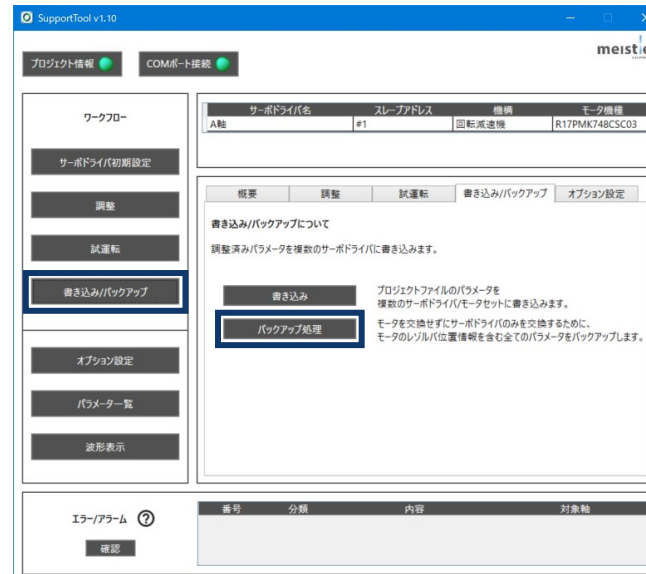 SupportTool v1.10
プロジェクト情報
COMポート接続
meistie
ワークフロー
サーボドライバ初期設定
調整
試運転
書き込み/バックアップ
オプション設定
パラメーター覧
波形表示
サーボドライバ名 スレーブアドレス 機構 モータ機種
A軸 #1 回転減速機 R17PMK748CSC03
概要 調整 試運転 書き込み/バックアップ オプション設定
書き込み/バックアップについて
調整済みパラメータを複数のサーボドライバに書き込みます。
書き込み
プロジェクトファイルのパラメータを
複数のサーボドライバ/モータセットに書き込みます。
バックアップ処理
モータを交換せずにサーボドライバのみを交換するために、
モータのレゾルバ位置情報を含む全てのパラメータをバックアップします。
エラー/アラーム ?
確認
番号 分類 内容 対象軸